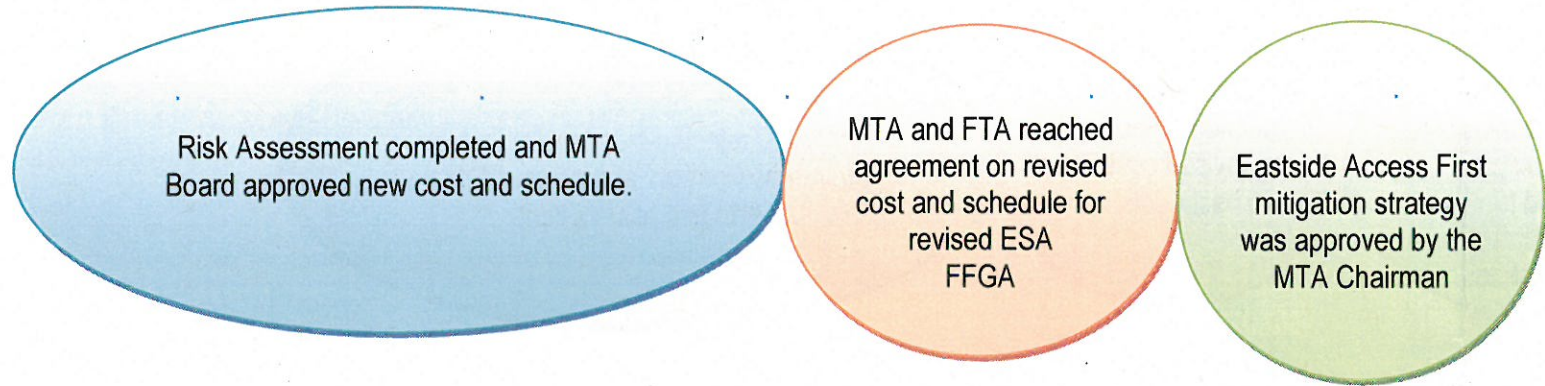 Risk Assessment completed and MTA
Board approved new cost and schedule.
MTA and FTA reached
agreement on revised
cost and schedule for
revised ESA
FFGA
Eastside Access First
mitigation strategy
was approved by the
MTA Chairman